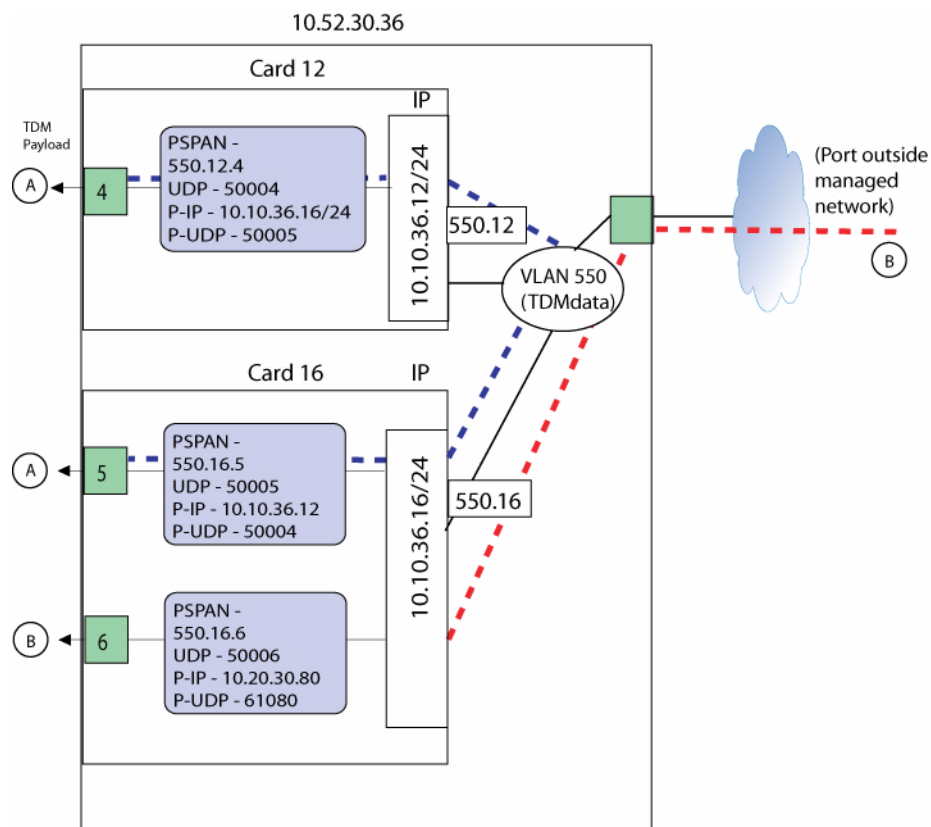 10.52.30.36
Card 12
IP
TDM
Payload
A
4
PSPAN -
550.12.4
UDP - 50004
P-IP - 10.10.36.16/24
P-UDP - 50005
10.10.36.12/24
550.12
VLAN 550
(TDMdata)
(Port outside
managed
network)
B
Card 16
IP
A
5
PSPAN -
550.16.5
UDP - 50005
P-IP - 10.10.36.12
P-UDP - 50004
10.10.36.16/24
550.16
B
6
PSPAN -
550.16.6
UDP - 50006
P-IP - 10.20.30.80
P-UDP - 61080